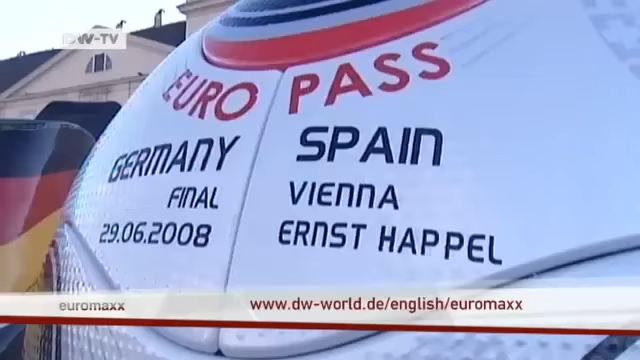 DW-TV
EURO PASS
GERMANY SPAIN
FINAL VIENNA
29.06.2008 ERNST HAPPEL
euromaxx www.dw-world.de/english/euromaxx